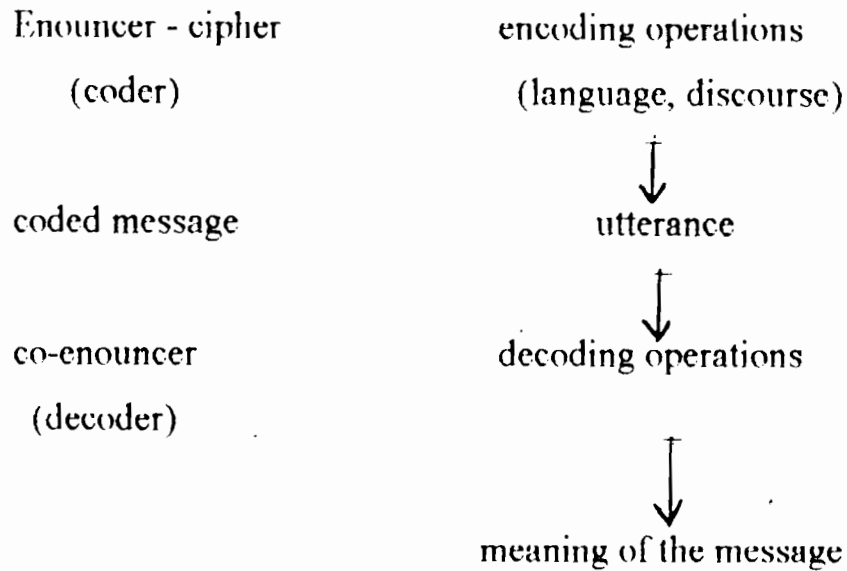 Enouncer - cipher encoding operations
(coder) (language, discourse)
coded message utterance
co-enouncer decoding operations
(decoder)
meaning of the message